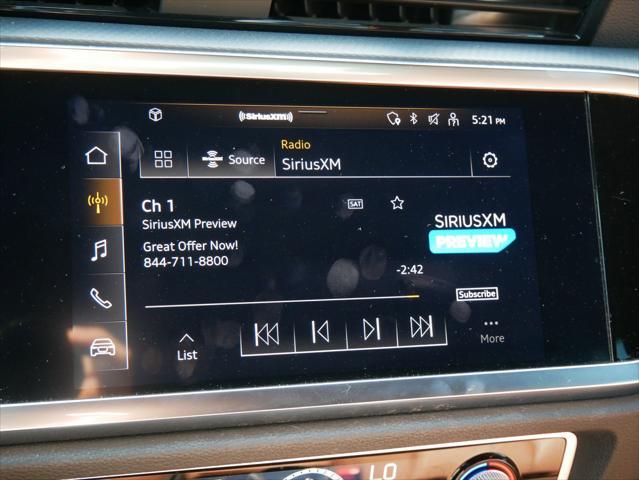 ((SiriusXM))
5:21 PM
Radio
Source
SiriusXM
Ch 1
SAT
SiriusXM Preview
Great Offer Now!
844-711-8800
SIRIUSXM
PREVIEW
-2:42
Subscribe
List
More
LO